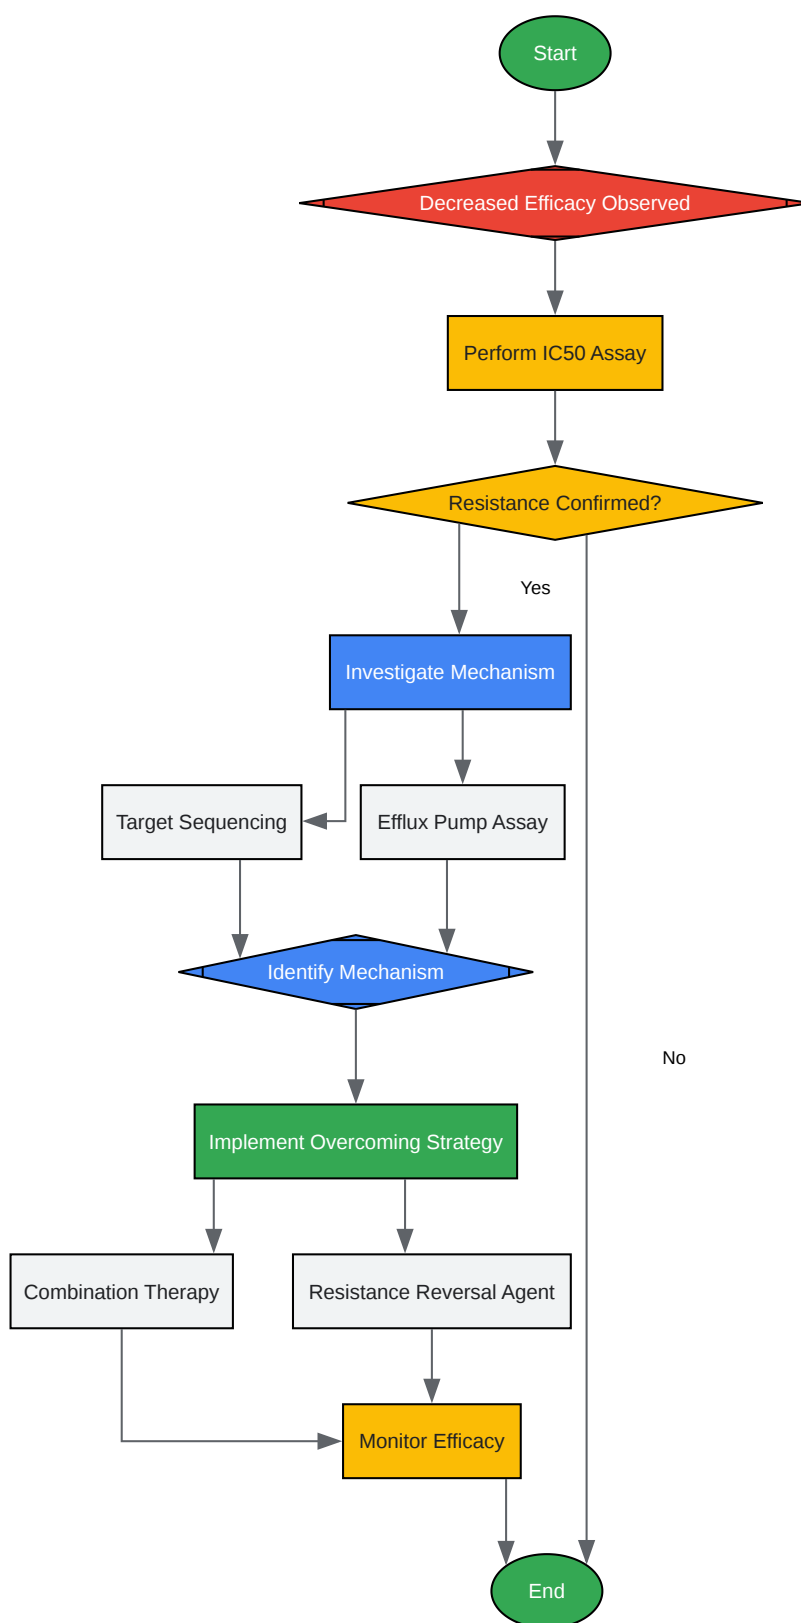 Start
Decreased Efficacy Observed
Perform IC50 Assay
Resistance Confirmed?
Yes
Investigate Mechanism
Target Sequencing
Efflux Pump Assay
Identify Mechanism
No
Implement Overcoming Strategy
Combination Therapy
Resistance Reversal Agent
Monitor Efficacy
End